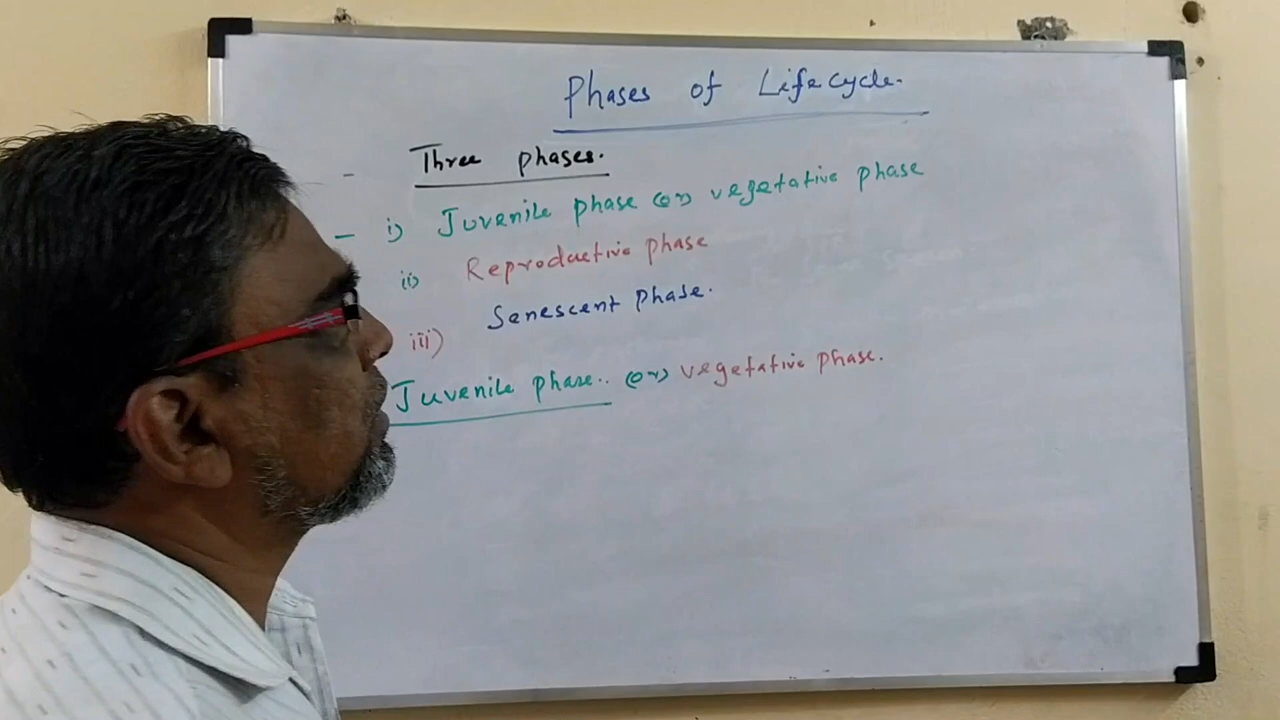 Phases of Lifecycle.
- Three phases.
- i) Juvenile phase (or) vegetative phase
ii) Reproductive phase
iii) Senescent phase.
Juvenile phase.. (or) vegetative phase.